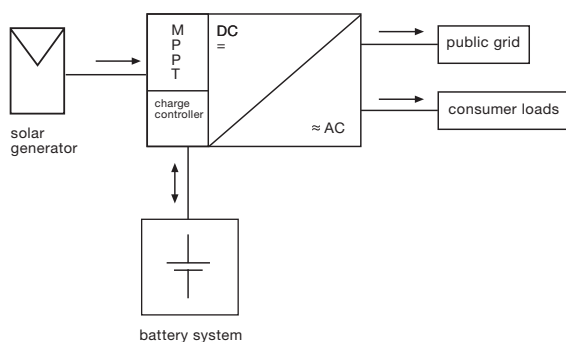 M
P
P
T
DC
=
charge
controller
≈ AC
solar
generator
public grid
consumer loads
battery system